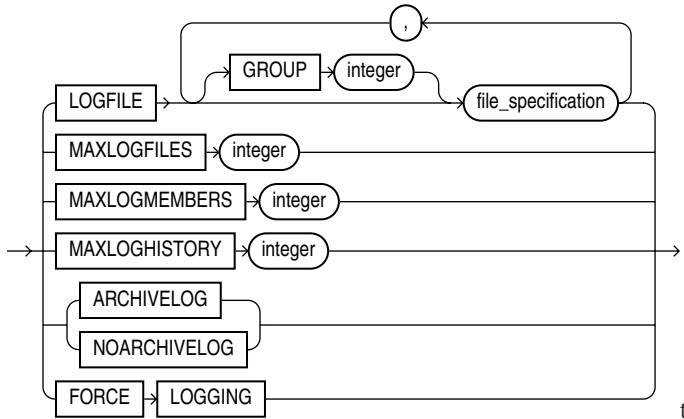 ,
GROUP integer
LOGFILE file_specification
MAXLOGFILES integer
MAXLOGMEMBERS integer
MAXLOGHISTORY integer
ARCHIVELOG
NOARCHIVELOG
FORCE LOGGING